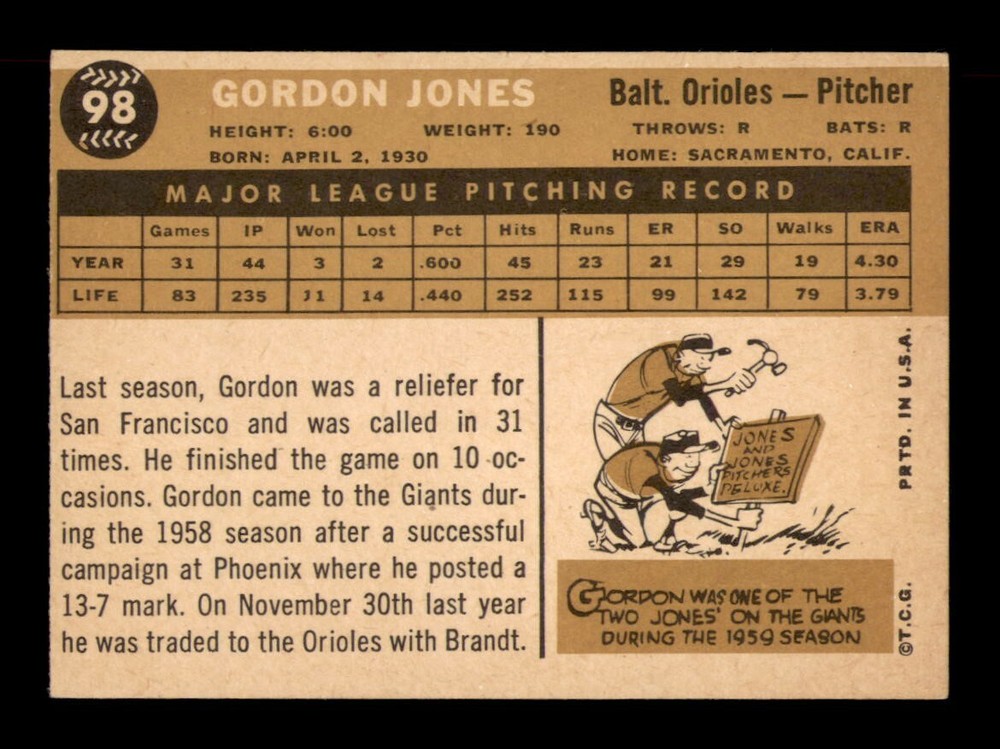 98
GORDON JONES
Balt. Orioles — Pitcher
HEIGHT: 6:00 WEIGHT: 190 THROWS: R BATS: R
BORN: APRIL 2, 1930 HOME: SACRAMENTO, CALIF.
MAJOR LEAGUE PITCHING RECORD
Games IP Won Lost Pct Hits Runs ER SO Walks ERA
YEAR 31 44 3 2 .600 45 23 21 29 19 4.30
LIFE 83 235 11 14 .440 252 115 99 142 79 3.79
Last season, Gordon was a reliefer for
San Francisco and was called in 31
times. He finished the game on 10 oc-
casions. Gordon came to the Giants dur-
ing the 1958 season after a successful
campaign at Phoenix where he posted a
13-7 mark. On November 30th last year
he was traded to the Orioles with Brandt.
JONES
AND
JONES
PITCHERS
DELUXE.
GORDON WAS ONE OF THE
TWO JONES' ON THE GIANTS
DURING THE 1959 SEASON
©T.C.G. PRTD. IN U.S.A.